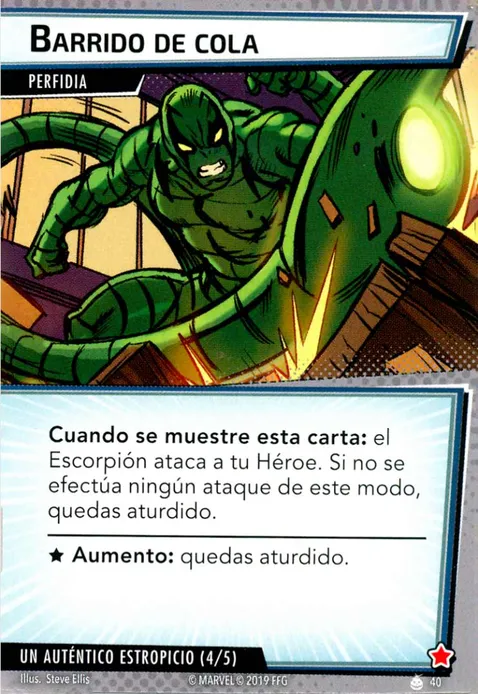 BARRIDO DE COLA
PERFIDIA
Cuando se muestre esta carta: el
Escorpión ataca a tu Héroe. Si no se
efectúa ningún ataque de este modo,
quedas aturdido.
★ Aumento: quedas aturdido.
UN AUTÉNTICO ESTROPICIO (4/5)
Illus. Steve Ellis
© MARVEL © 2019 FFG
40